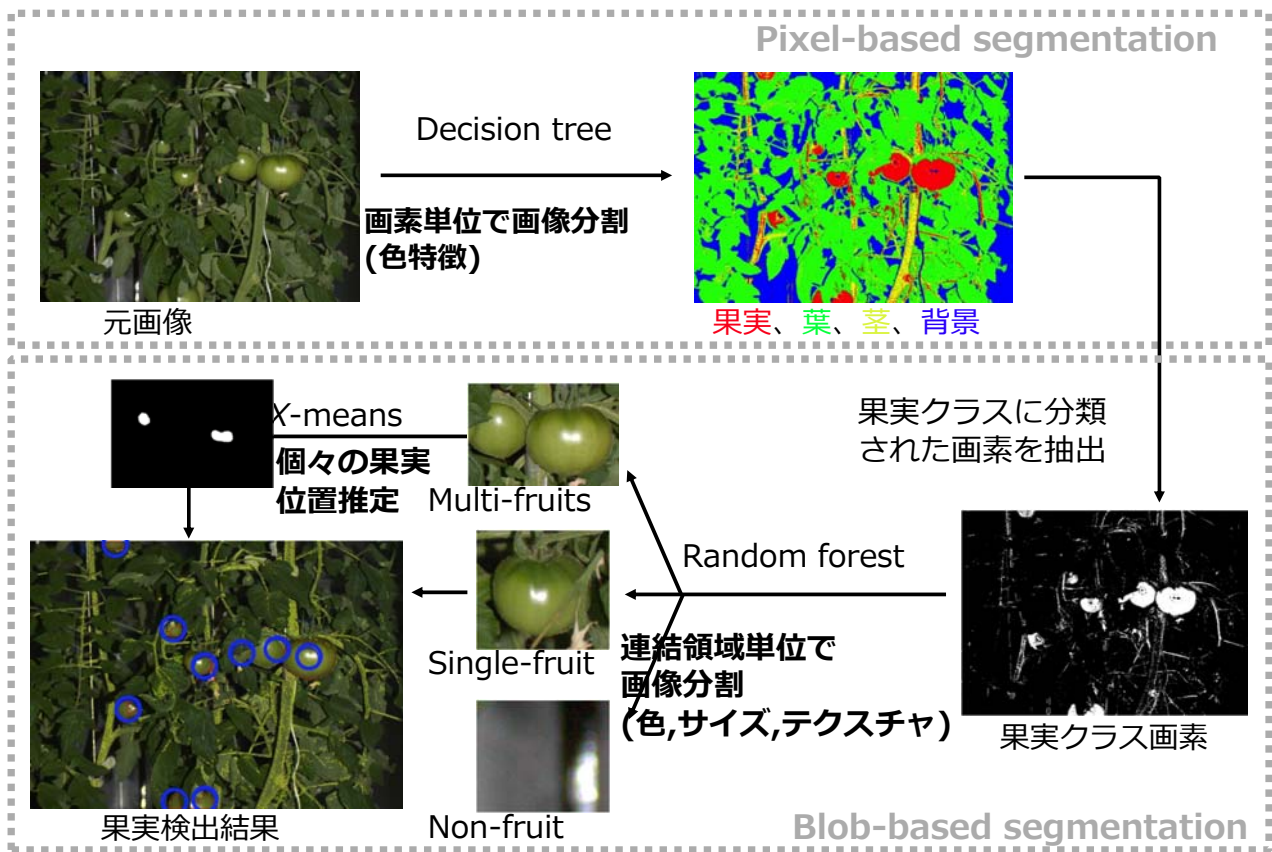 Pixel-based segmentation
Decision tree
画素単位で画像分割
(色特徴)
元画像
果実、葉、茎、背景
果実クラスに分類
された画素を抽出
X-means
個々の果実
位置推定
Multi-fruits
Random forest
Single-fruit
連結領域単位で
画像分割
(色,サイズ,テクスチャ)
果実クラス画素
果実検出結果
Non-fruit
Blob-based segmentation